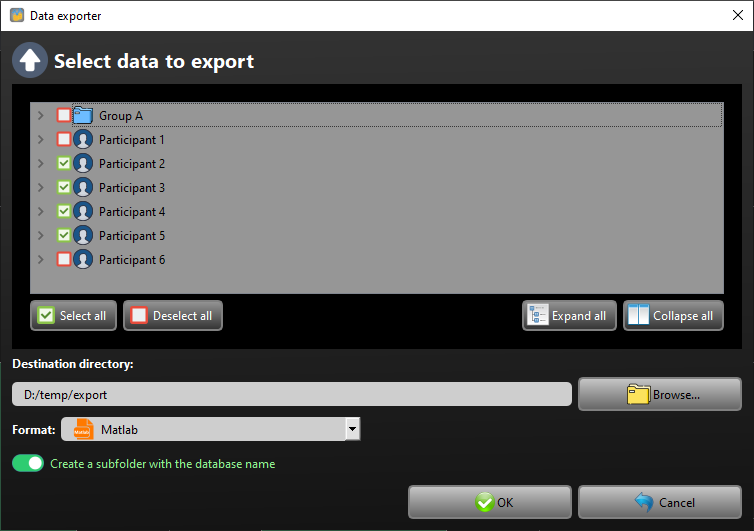 Data exporter
Select data to export
Group A
Participant 1
Participant 2
Participant 3
Participant 4
Participant 5
Participant 6
Select all Deselect all Expand all Collapse all
Destination directory:
D:/temp/export Browse...
Format: Matlab Matlab
Create a subfolder with the database name
OK Cancel